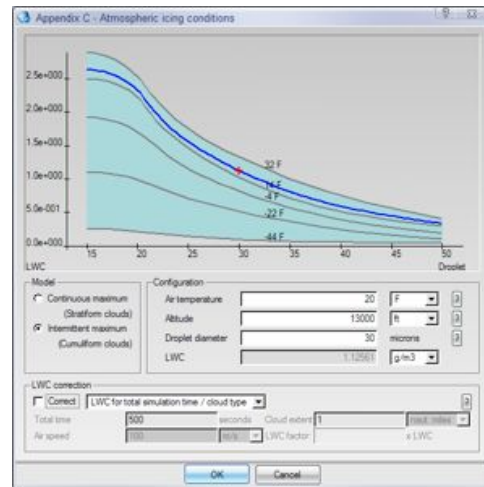 Appendix C - Atmospheric icing conditions
2.5e+000
2.0e+000
1.5e+000
1.0e+000
5.0e-001
0.0e+000
32 F
14 F
-4 F
-22 F
-44 F
15 20 25 30 35 40 45 50
LWC Droplet
Model
Continuous maximum
(Stratiform clouds)
Intermittent maximum
(Cumuliform clouds)
Configuration
Air temperature 20 F
Altitude 13000 ft
Droplet diameter 30 microns
LWC 1.12561 g/m3
LWC correction
Correct LWC for total simulation time / cloud type
Total time 500 seconds Cloud extent 1 naut. miles
Air speed 100 m/s LWC factor x LWC
OK Cancel